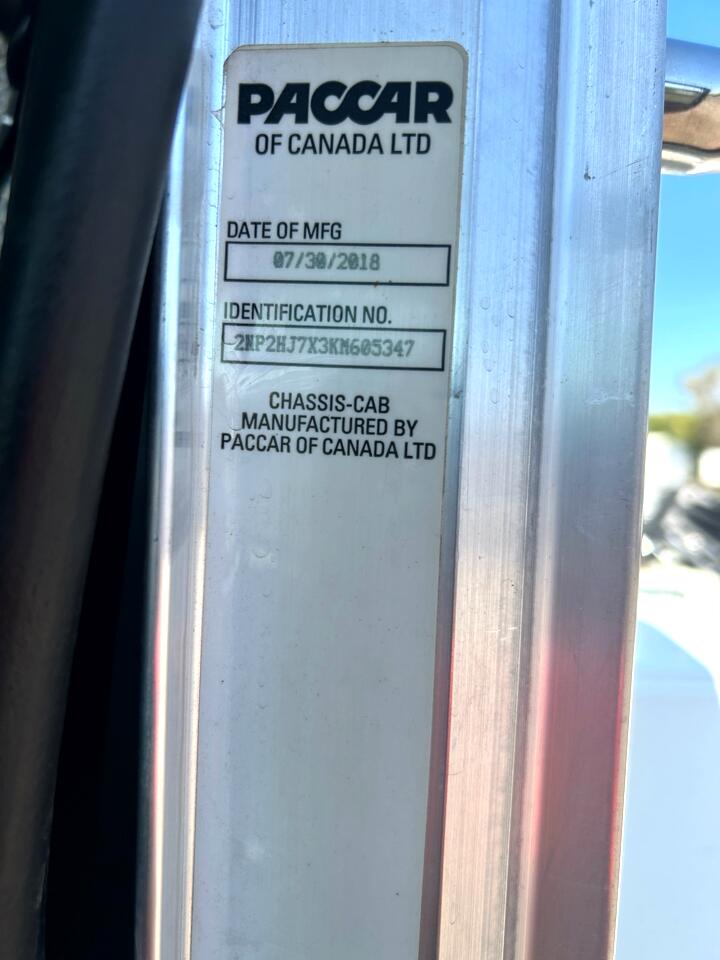 PACCAR
OF CANADA LTD
DATE OF MFG
07/30/2018
IDENTIFICATION NO.
2NP2HJ7X3KM605347
CHASSIS-CAB
MANUFACTURED BY
PACCAR OF CANADA LTD